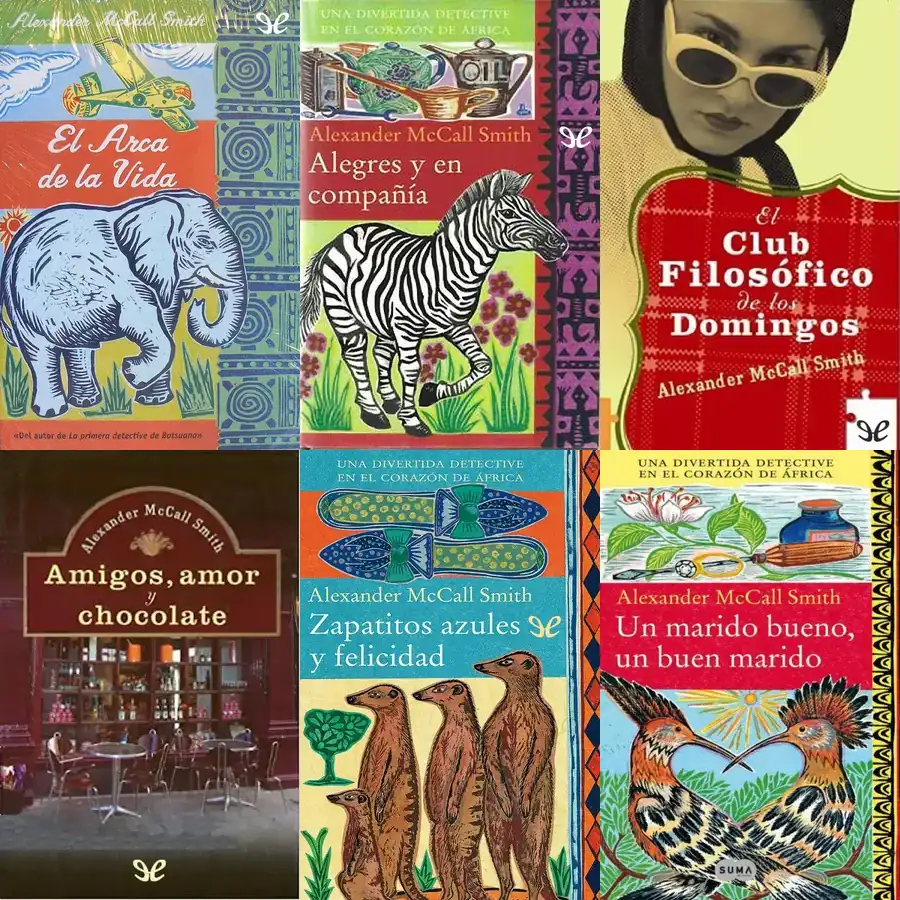 Alexander McCall Smith
El Arca
de la Vida
«Del autor de La primera detective de Botsuana»
UNA DIVERTIDA DETECTIVE
EN EL CORAZÓN DE ÁFRICA
OIL
Alexander McCall Smith
Alegres y en
compañía
El
Club
Filosófico
de los
Domingos
Alexander McCall Smith
Alexander McCall Smith
Amigos, amor
y
chocolate
UNA DIVERTIDA DETECTIVE
EN EL CORAZÓN DE ÁFRICA
Alexander McCall Smith
Zapatitos azules
y felicidad
UNA DIVERTIDA DETECTIVE
EN EL CORAZÓN DE ÁFRICA
Alexander McCall Smith
Un marido bueno,
un buen marido
SUMA